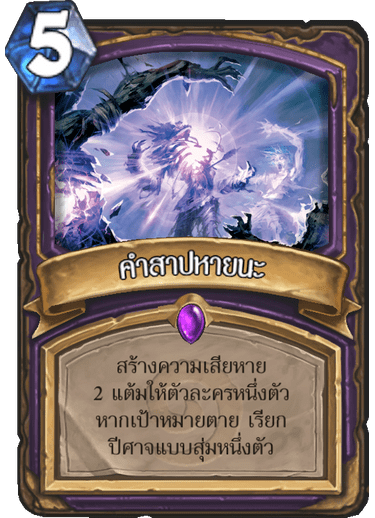 5
คำสาปหายนะ
สร้างความเสียหาย
2 แต้มให้ตัวละครหนึ่งตัว
หากเป้าหมายตาย เรียก
ปีศาจแบบสุ่มหนึ่งตัว